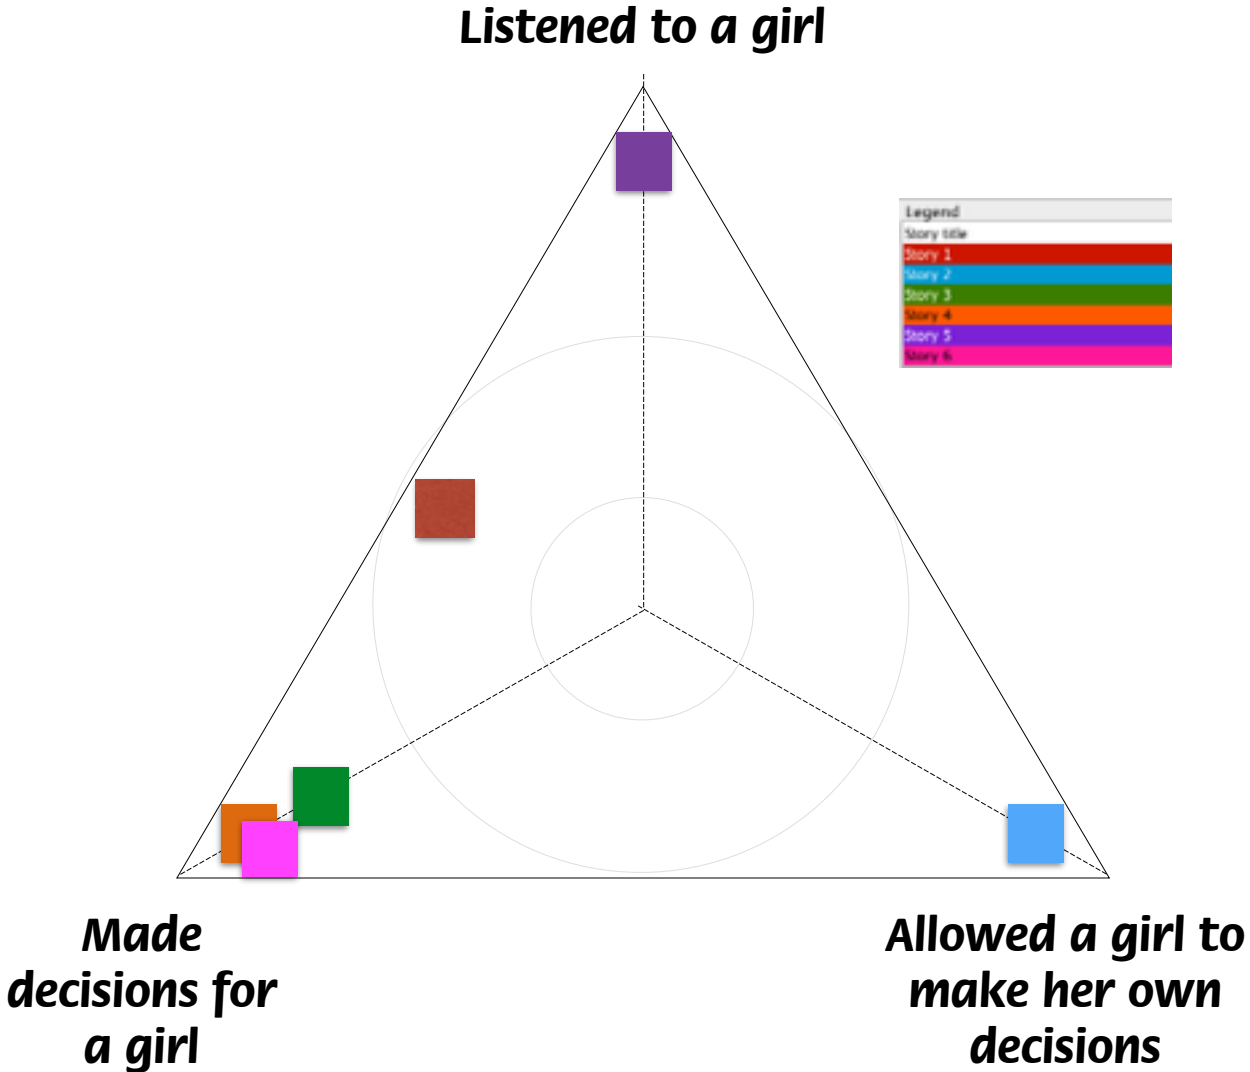 Listened to a girl
Legend
Story title
Story 1
Story 2
Story 3
Story 4
Story 5
Story 6
Made
decisions for
a girl
Allowed a girl to
make her own
decisions